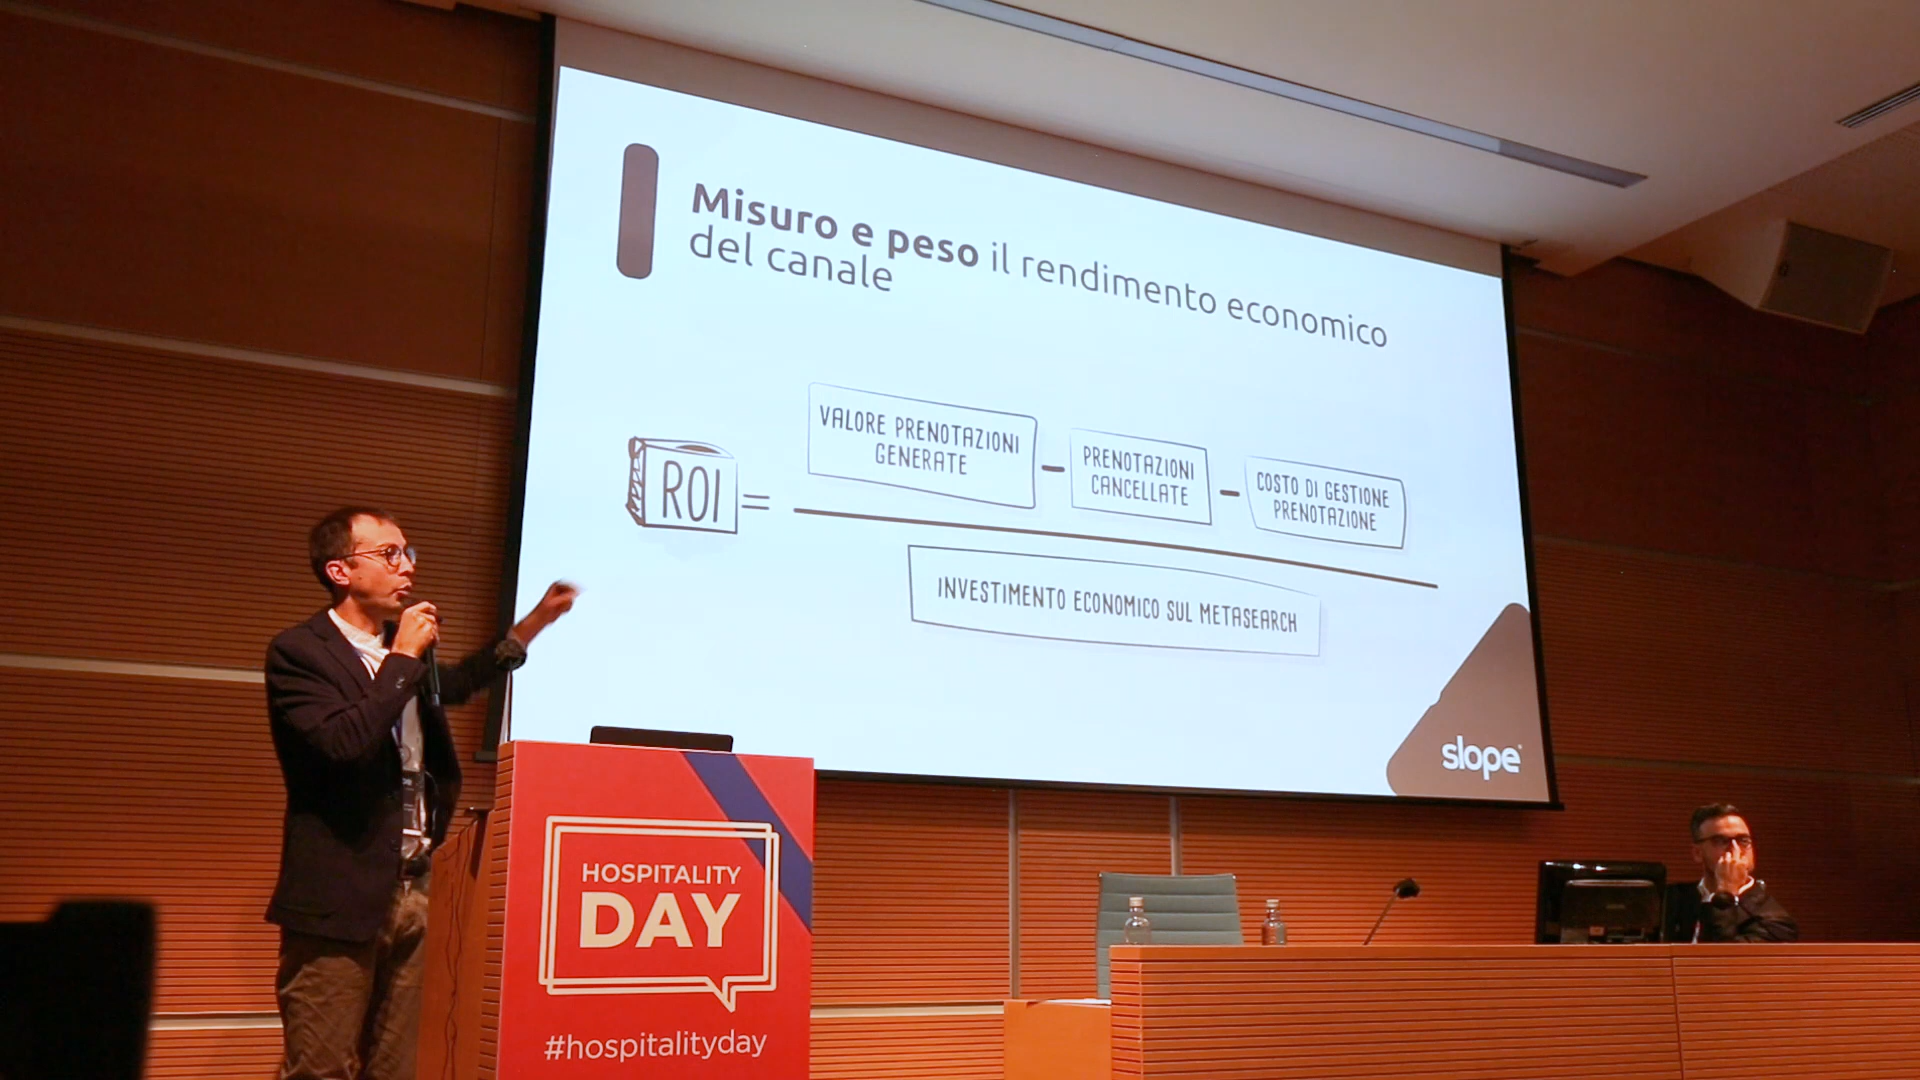 Misuro e peso il rendimento economico
del canale
ROI =
VALORE PRENOTAZIONI
GENERATE
-
PRENOTAZIONI
CANCELLATE
-
COSTO DI GESTIONE
PRENOTAZIONE
INVESTIMENTO ECONOMICO SUL METASEARCH
slope
HOSPITALITY
DAY
#hospitalityday